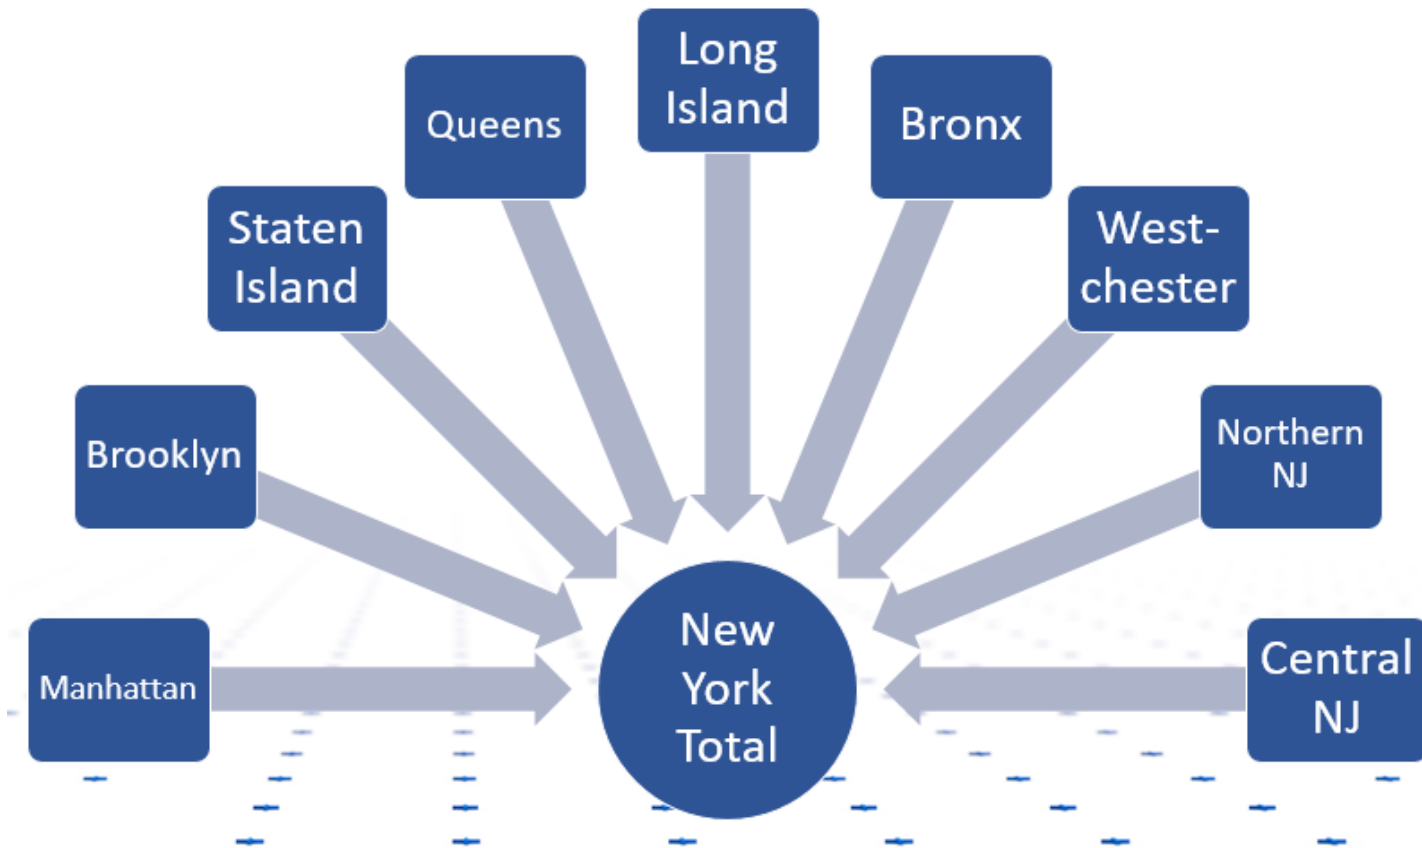 Long
Island
Queens
Bronx
Staten
Island
West-
chester
Brooklyn
Northern
NJ
Manhattan
New
York
Total
Central
NJ